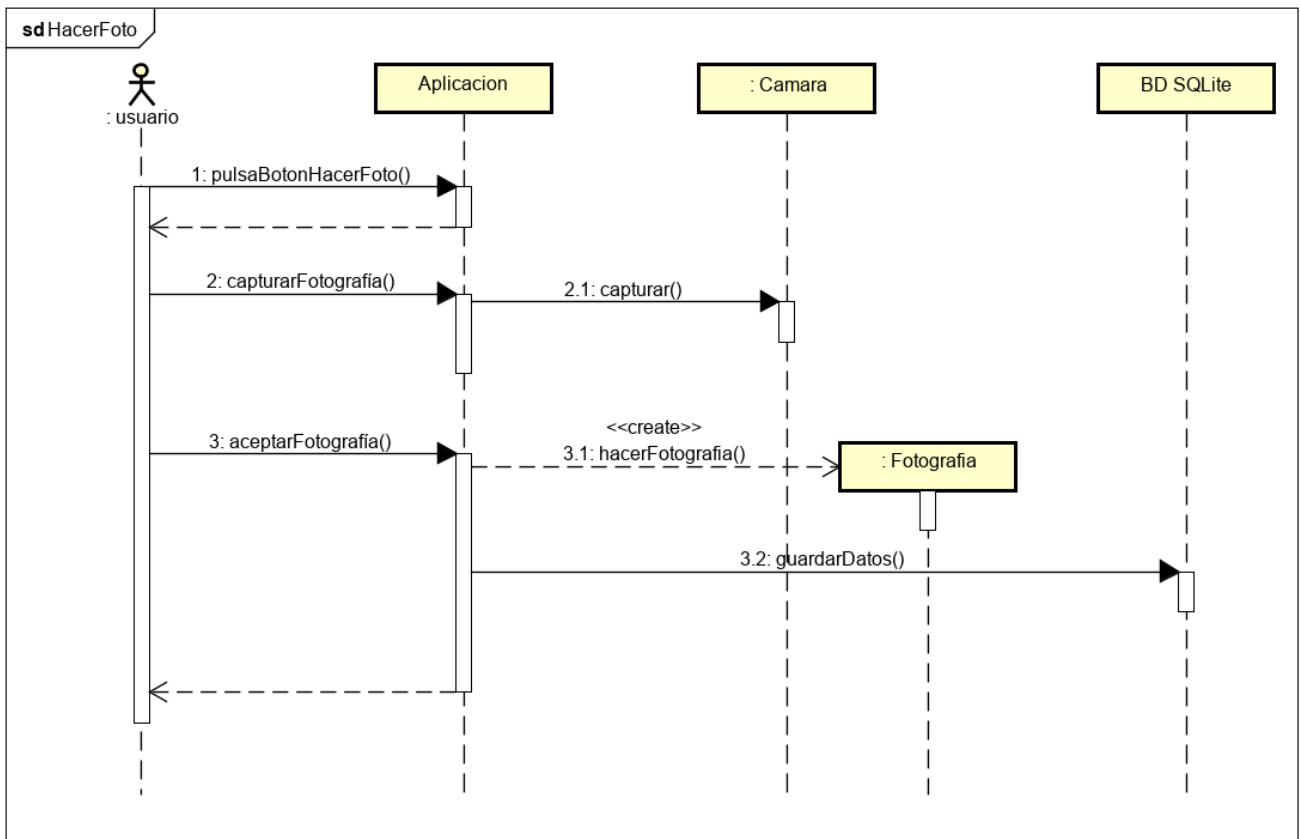 sd HacerFoto
: usuario
Aplicacion
: Camara
BD SQLite
1: pulsaBotonHacerFoto()
2: capturarFotografía()
2.1: capturar()
3: aceptarFotografía()
<<create>>
3.1: hacerFotografia()
: Fotografia
3.2: guardarDatos()